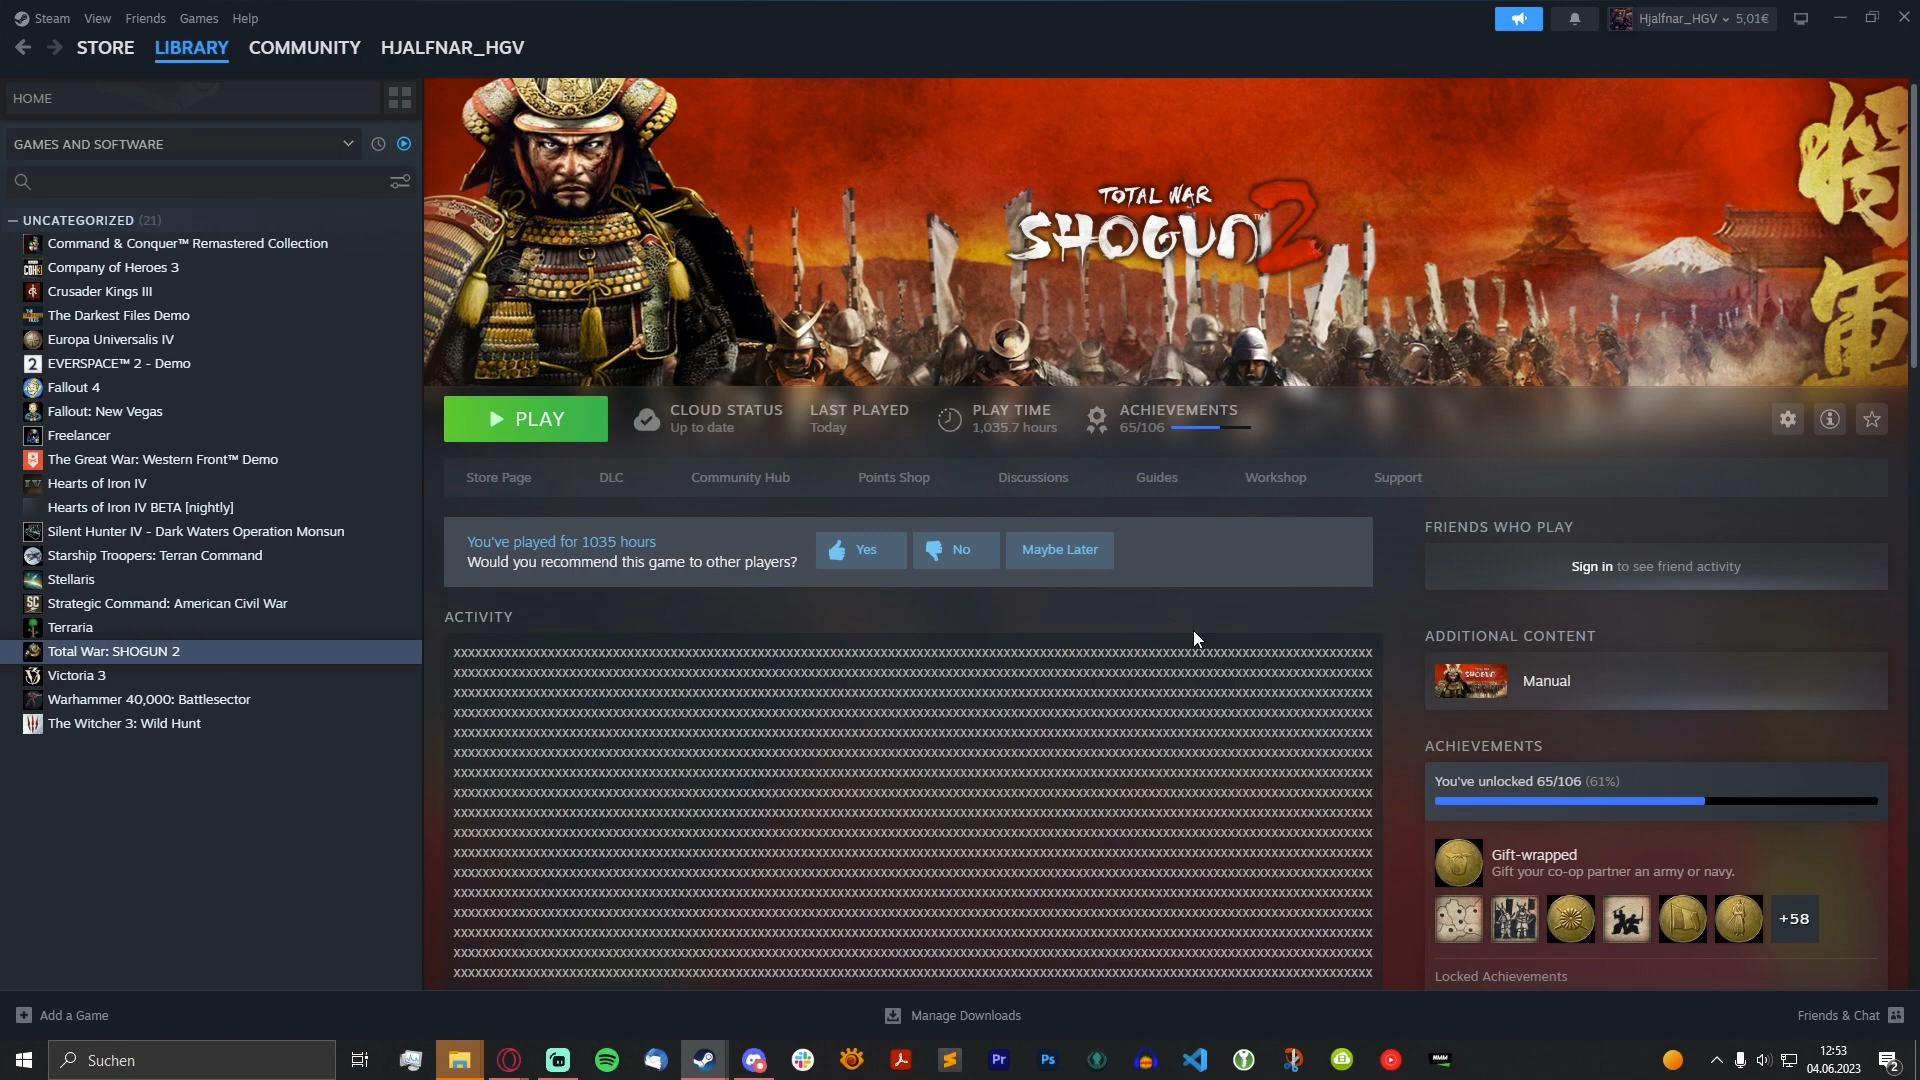 Steam View Friends Games Help
Hjalfnar_HGV 5,01€
STORE LIBRARY COMMUNITY HJALFNAR_HGV
HOME
GAMES AND SOFTWARE
UNCATEGORIZED (21)
Command & Conquer™ Remastered Collection
Company of Heroes 3
Crusader Kings III
The Darkest Files Demo
Europa Universalis IV
EVERSPACE™ 2 - Demo
Fallout 4
Fallout: New Vegas
Freelancer
The Great War: Western Front™ Demo
Hearts of Iron IV
Hearts of Iron IV BETA [nightly]
Silent Hunter IV - Dark Waters Operation Monsun
Starship Troopers: Terran Command
Stellaris
Strategic Command: American Civil War
Terraria
Total War: SHOGUN 2
Victoria 3
Warhammer 40,000: Battlesector
The Witcher 3: Wild Hunt
TOTAL WAR
SHOGUN™ 2
将軍
PLAY
CLOUD STATUS
Up to date
LAST PLAYED
Today
PLAY TIME
1,035.7 hours
ACHIEVEMENTS
65/106
Store Page DLC Community Hub Points Shop Discussions Guides Workshop Support
You've played for 1035 hours
Would you recommend this game to other players?
Yes No Maybe Later
ACTIVITY
FRIENDS WHO PLAY
Sign in to see friend activity
ADDITIONAL CONTENT
Manual
ACHIEVEMENTS
You've unlocked 65/106 (61%)
Gift-wrapped
Gift your co-op partner an army or navy.
+58
Locked Achievements
Add a Game
Manage Downloads
Friends & Chat
Suchen
12:53
04.06.2023
2